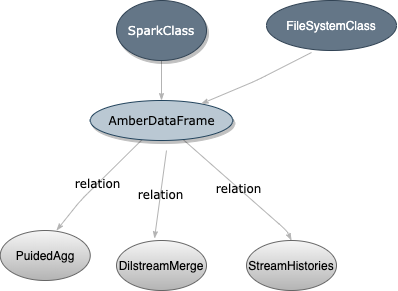 SparkClass
FileSystemClass
AmberDataFrame
relation
relation
relation
PuidedAgg
DilstreamMerge
StreamHistories